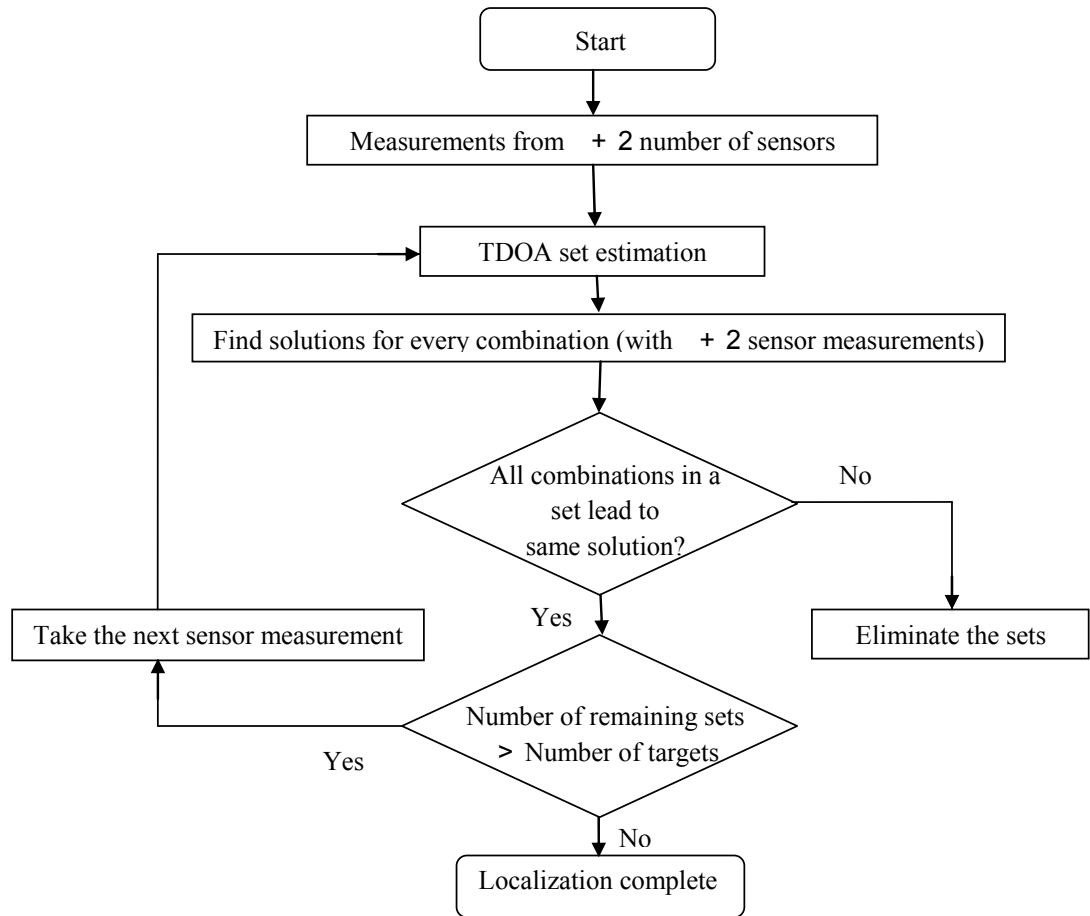 Start
Measurements from + 2 number of sensors
TDOA set estimation
Find solutions for every combination (with + 2 sensor measurements)
All combinations in a
set lead to
same solution?
No
Yes
Take the next sensor measurement
Eliminate the sets
Number of remaining sets
> Number of targets
Yes
No
Localization complete